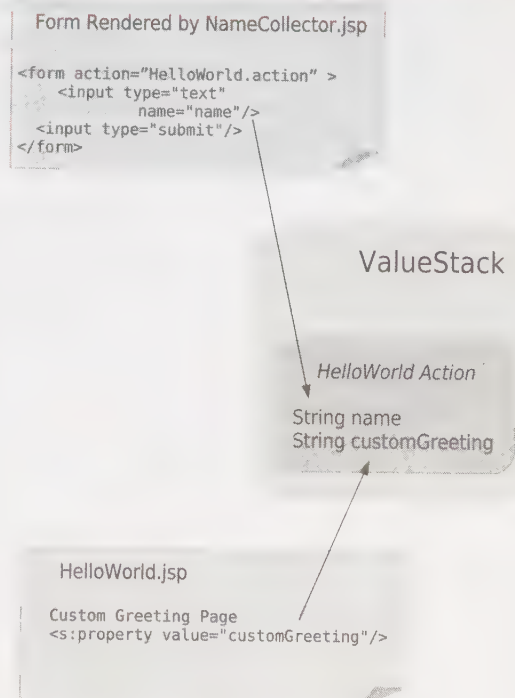 Form Rendered by NameCollector.jsp
<form action="HelloWorld.action" >
<input type="text"
name="name"/>
<input type="submit"/>
</form>
ValueStack
HelloWorld Action
String name
String customGreeting
HelloWorld.jsp
Custom Greeting Page
<s:property value="customGreeting"/>